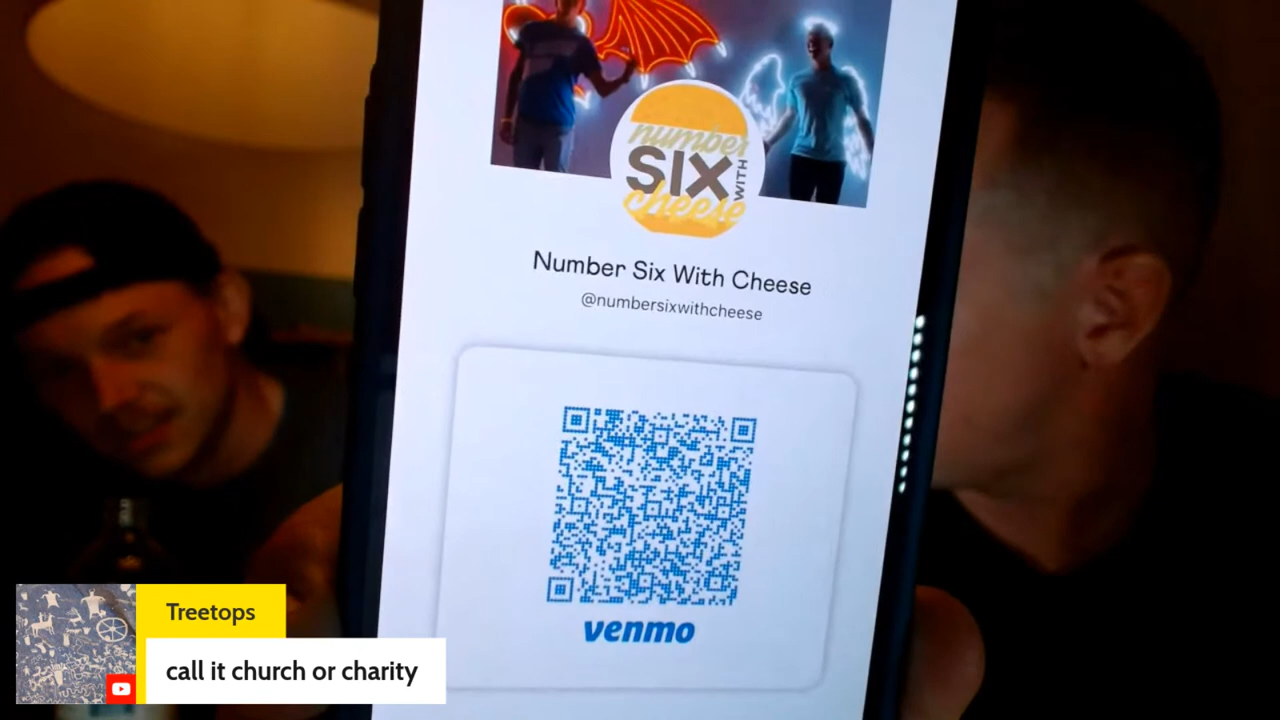 number
SIX
WITH
cheese
Number Six With Cheese
@numbersixwithcheese
venmo
Treetops
call it church or charity